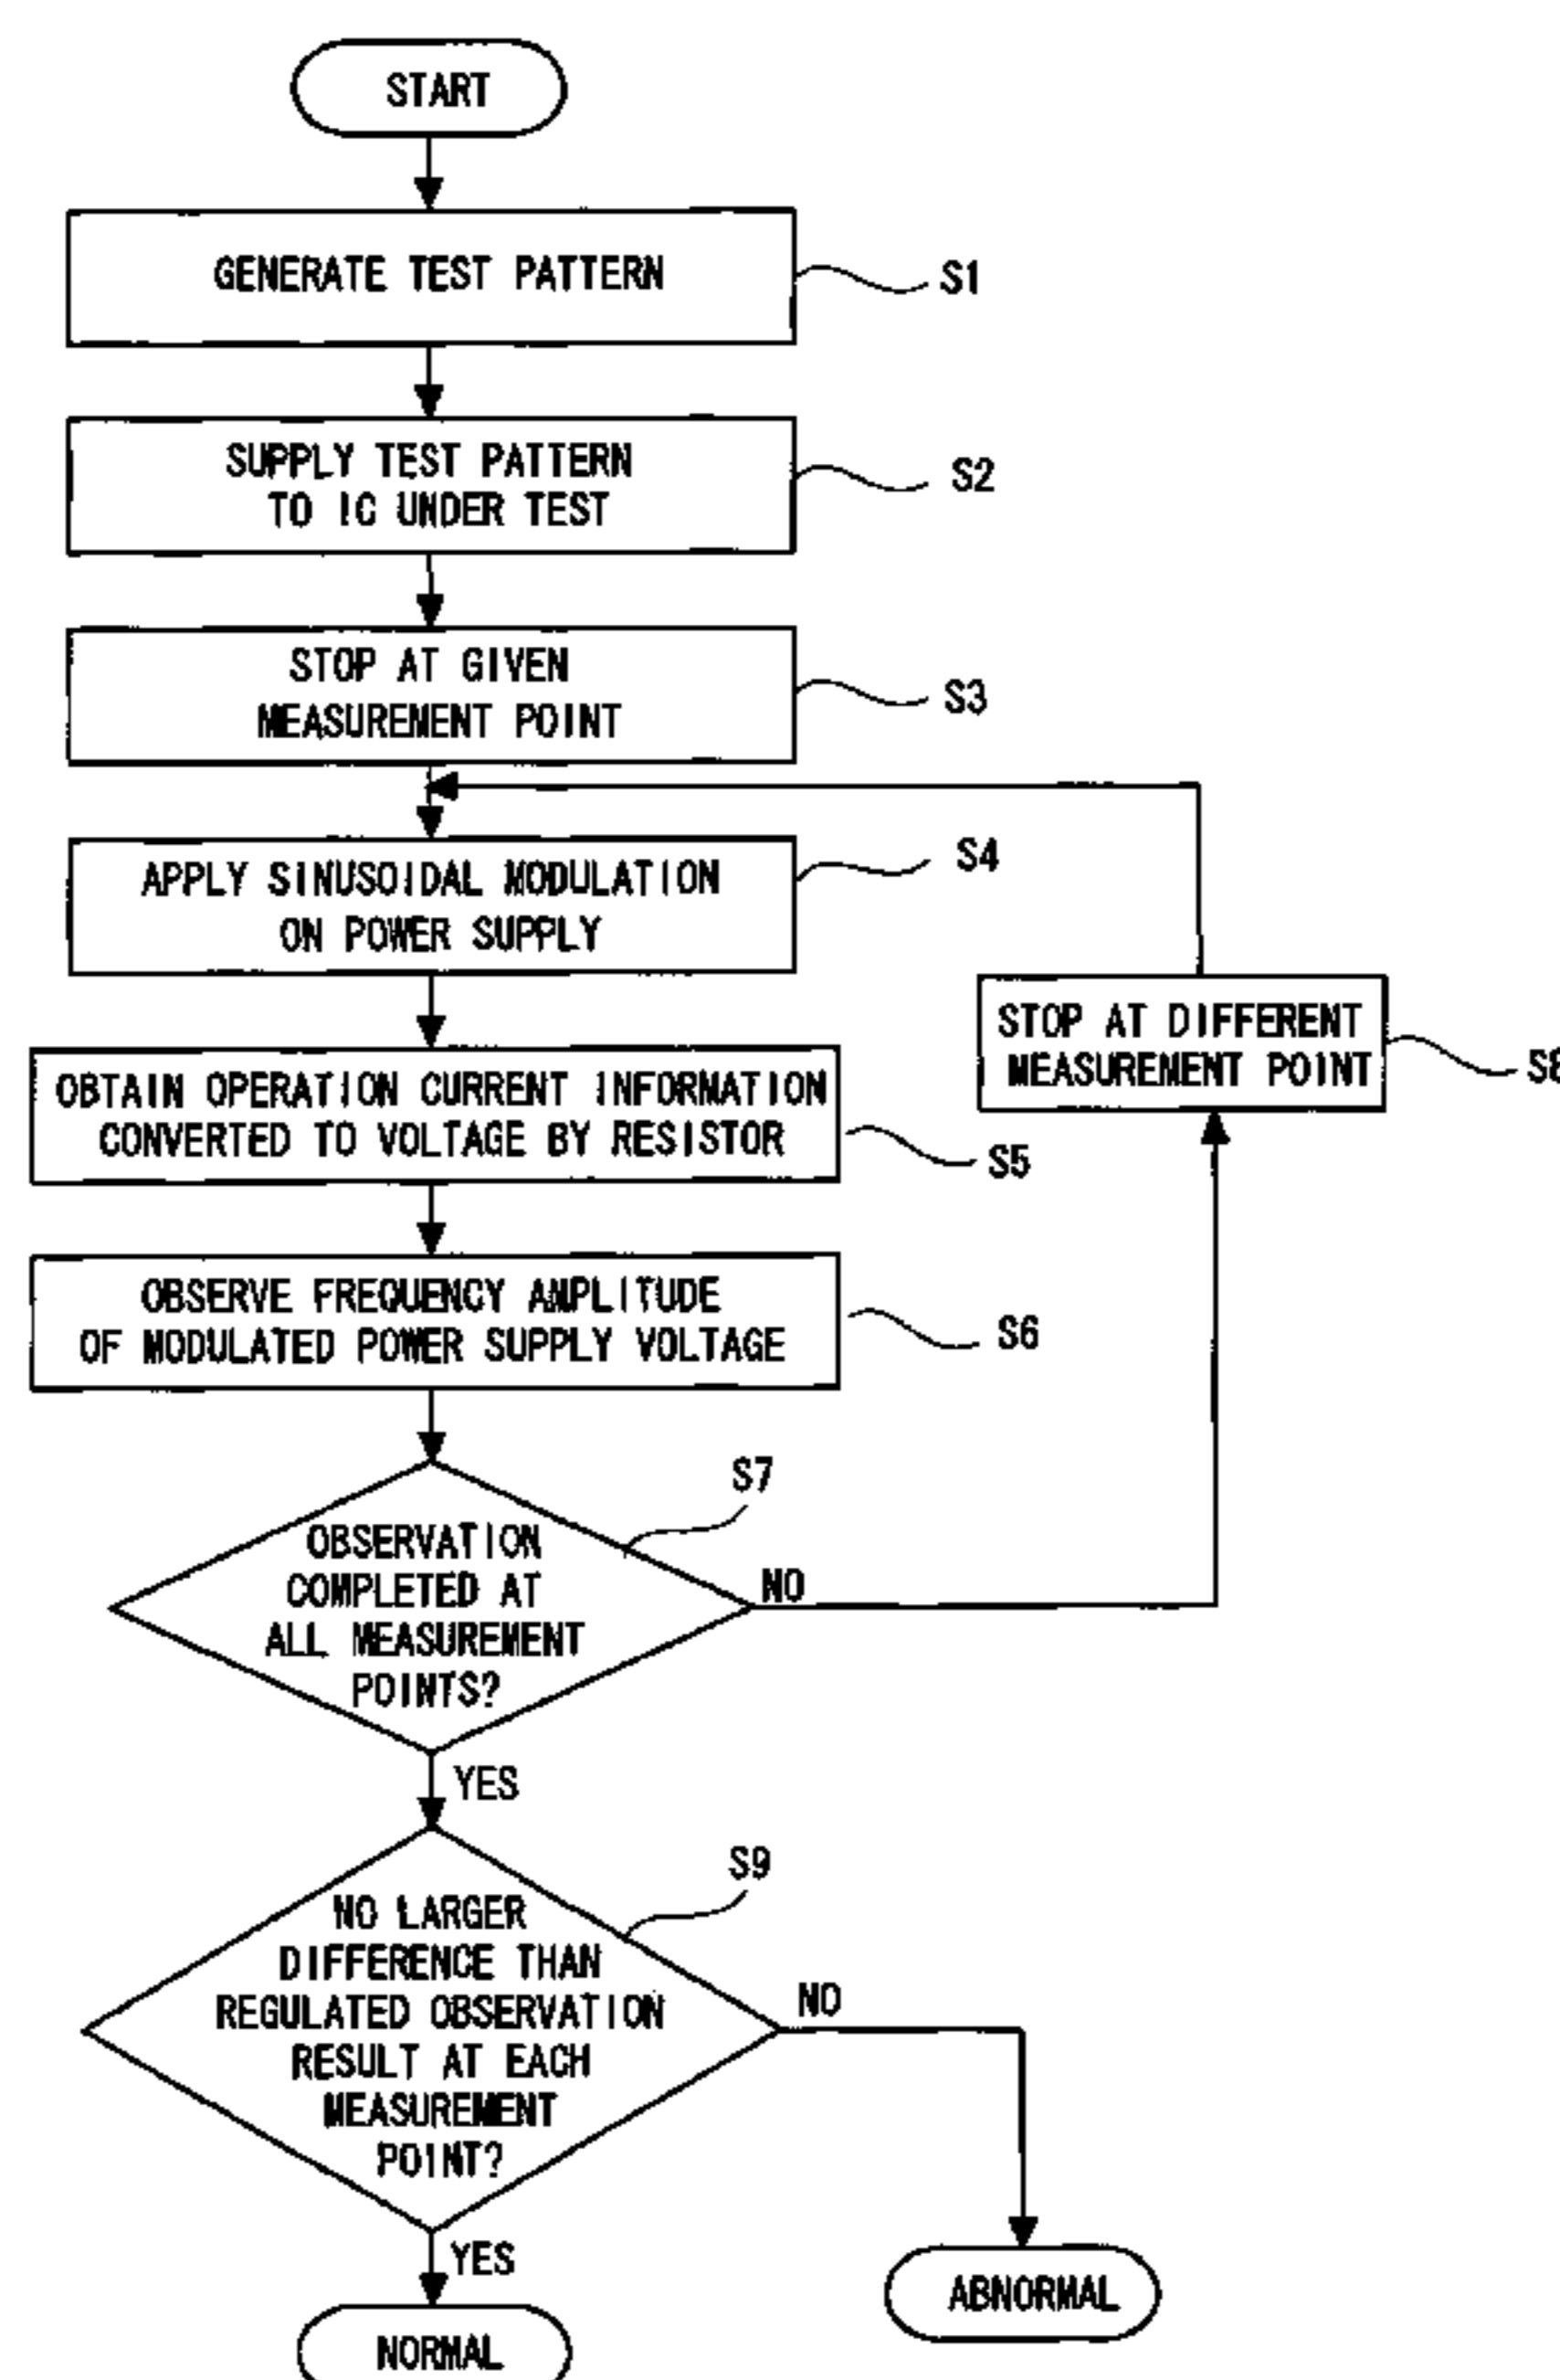 START
GENERATE TEST PATTERN
S1
SUPPLY TEST PATTERN
TO IC UNDER TEST
S2
STOP AT GIVEN
MEASUREMENT POINT
S3
APPLY SINUSOIDAL MODULATION
ON POWER SUPPLY
S4
STOP AT DIFFERENT
MEASUREMENT POINT
S8
OBTAIN OPERATION CURRENT INFORMATION
CONVERTED TO VOLTAGE BY RESISTOR
S5
OBSERVE FREQUENCY AMPLITUDE
OF MODULATED POWER SUPPLY VOLTAGE
S6
S7
OBSERVATION
COMPLETED AT
ALL MEASUREMENT
POINTS?
NO
YES
S9
NO LARGER
DIFFERENCE THAN
REGULATED OBSERVATION
RESULT AT EACH
MEASUREMENT
POINT?
NO
YES
ABNORMAL
NORMAL